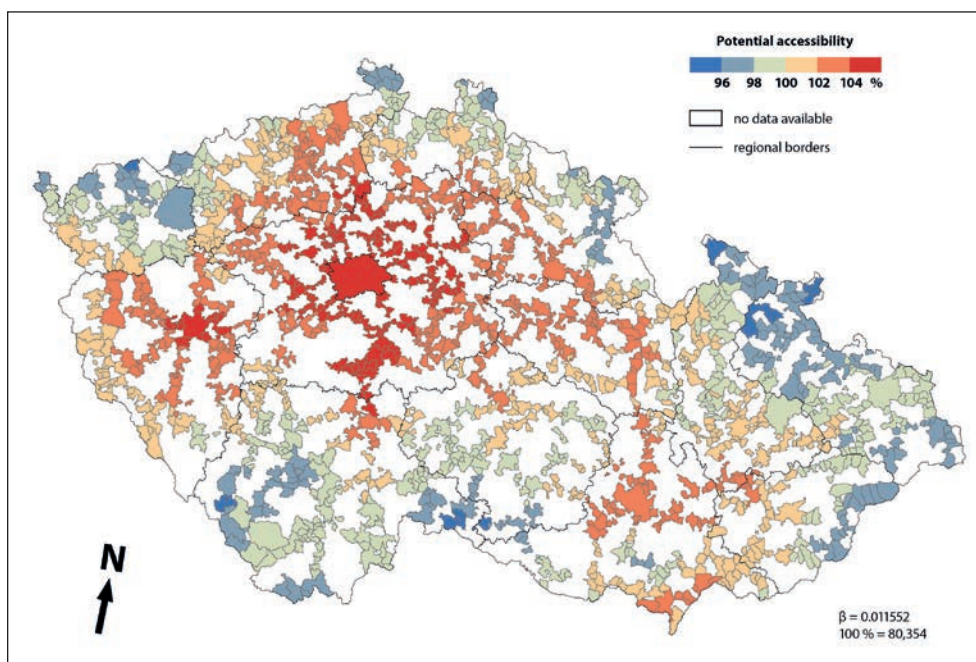 Potential accessibility
96 98 100 102 104 %
no data available
regional borders
N
β = 0.011552
100 % = 80,354